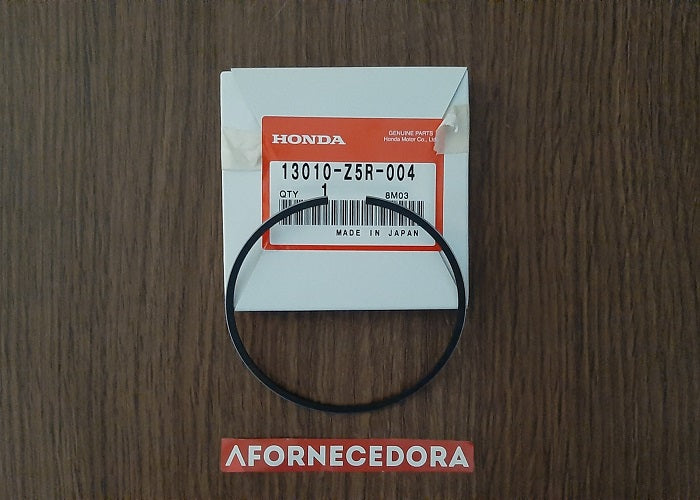 HONDA
GENUINE PARTS
Honda Motor Co., Ltd
13010-Z5R-004
QTY 1 8M03
MADE IN JAPAN
AFORNECEDORA